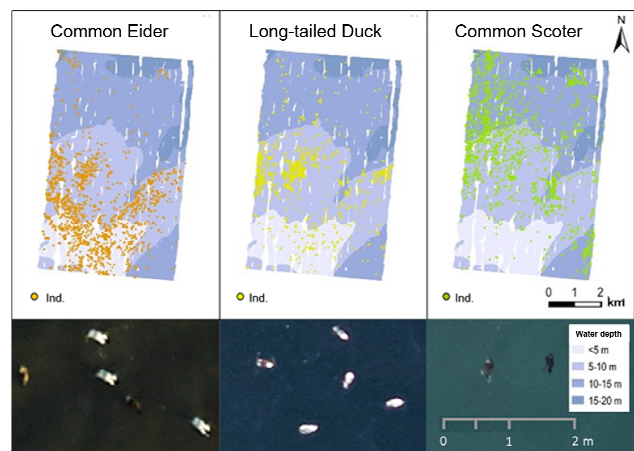 Common Eider
Long-tailed Duck
Common Scoter
N
Ind.
Ind.
Ind.
0 1 2
km
Water depth
<5 m
5-10 m
10-15 m
15-20 m
0 1 2 m